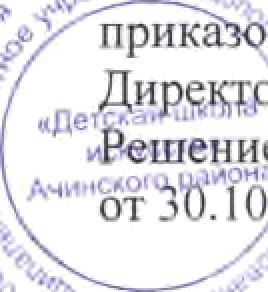 приказо
Директо
«Детская школа
Решение
Ачинского района
от 30.10